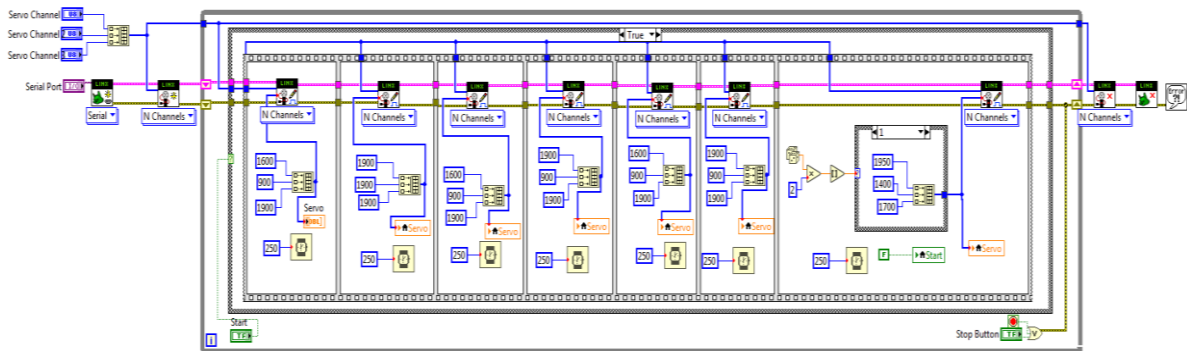 Servo Channel
Servo Channel
Servo Channel
Serial Port
Serial
N Channels
True
N Channels
N Channels
N Channels
N Channels
N Channels
N Channels
N Channels
N Channels
1600
900
1900
Servo
DBL
250
1900
1900
1900
Servo
250
1600
900
1900
Servo
250
1900
900
1900
Servo
250
1600
900
1900
Servo
250
1900
900
1900
Servo
250
2
1
1950
1400
1700
Servo
250
F
Start
Start
TF
i
Stop Button
TF